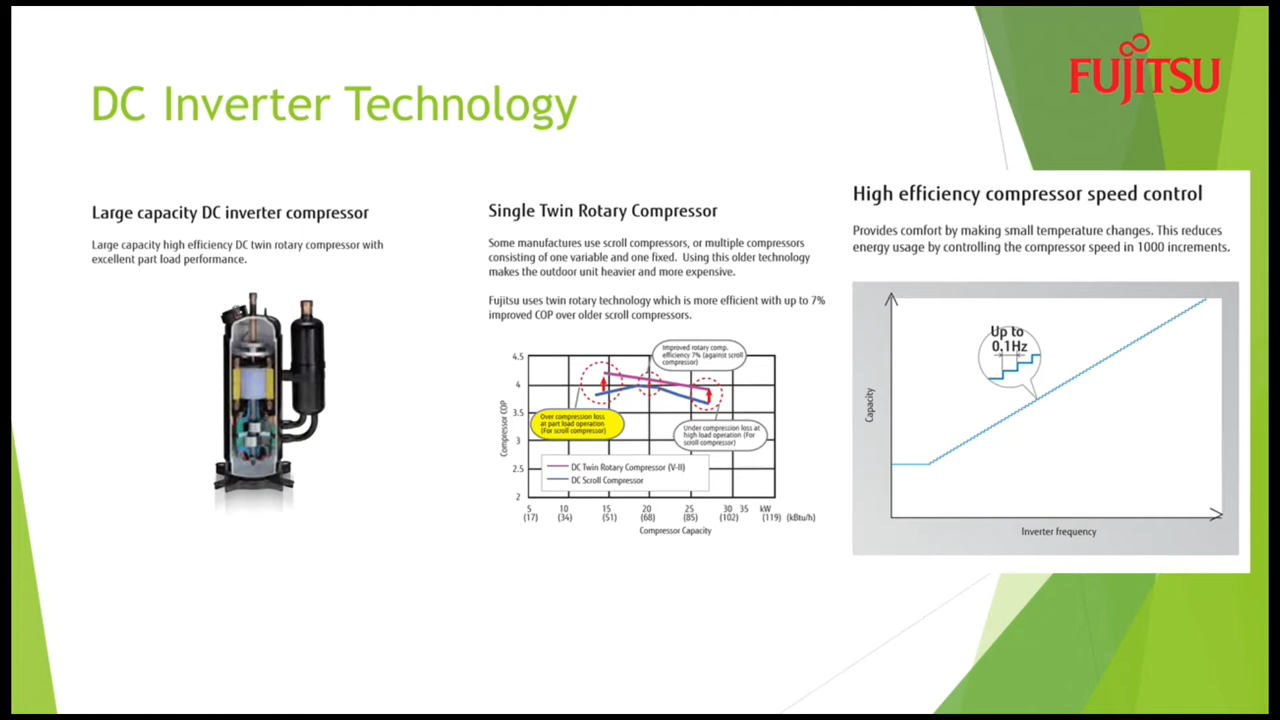 FUJITSU
DC Inverter Technology
Large capacity DC inverter compressor
Large capacity high efficiency DC twin rotary compressor with
excellent part load performance.
Single Twin Rotary Compressor
Some manufactures use scroll compressors, or multiple compressors
consisting of one variable and one fixed. Using this older technology
makes the outdoor unit heavier and more expensive.
Fujitsu uses twin rotary technology which is more efficient with up to 7%
improved COP over older scroll compressors.
Improved rotary comp.
efficiency 7% (against scroll
compressor)
Over compression loss
at part load operation
(For scroll compressor)
Under compression loss at
high load operation (For
scroll compressor)
Compressor COP
4.5
4
3.5
3
2.5
2
DC Twin Rotary Compressor (V-II)
DC Scroll Compressor
5 10 15 20 25 30 35 kW
(17) (34) (51) (68) (85) (102) (119) (kBtu/h)
Compressor Capacity
High efficiency compressor speed control
Provides comfort by making small temperature changes. This reduces
energy usage by controlling the compressor speed in 1000 increments.
Up to
0.1Hz
Capacity
Inverter frequency